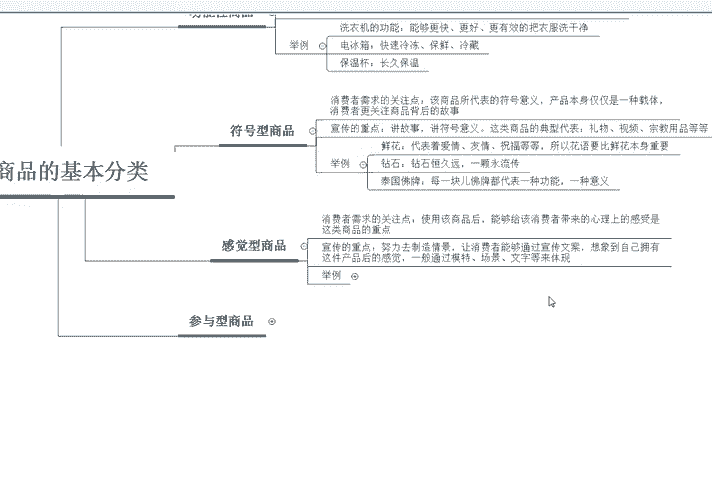 洗衣机的功能：能够更快、更好、更有效的把衣服洗干净
举例
电冰箱：快速冷冻、保鲜、冷藏
保温杯：长久保温
消费者需求的关注点：该商品所代表的符号意义，产品本身仅仅是一种载体，
消费者更关注商品背后的故事
符号型商品
宣传的重点：讲故事，讲符号意义。这类商品的典型代表：礼物、视频、宗教用品等等
鲜花：代表着爱情、友情、祝福等等，所以花语要比鲜花本身重要
举例
钻石：钻石恒久远，一颗永流传
泰国佛牌：每一块儿佛牌都代表一种功能，一种意义
商品的基本分类
消费者需求的关注点：使用该商品后，能够给该消费者带来的心理上的感受是
这类商品的重点
感觉型商品
宣传的重点：努力去制造情景，让消费者能够通过宣传文案，想象到自己拥有
这件产品后的感觉，一般通过模特、场景、文字等来体现
举例
参与型商品